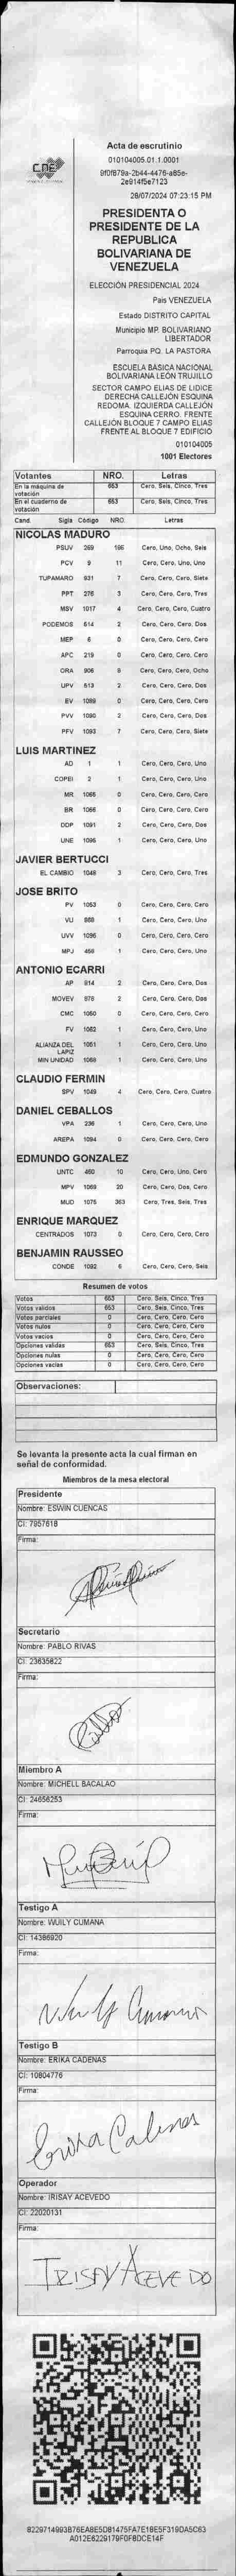 CNE
Acta de escrutinio
010104005.01.1.0001
9f0f879a-2b44-4476-a85e-
2e914f5e7123
28/07/2024 07:23:15 PM
PRESIDENTA O
PRESIDENTE DE LA
REPUBLICA
BOLIVARIANA DE
VENEZUELA
ELECCIÓN PRESIDENCIAL 2024
Pais VENEZUELA
Estado DISTRITO CAPITAL
Municipio MP. BOLIVARIANO
LIBERTADOR
Parroquia PQ. LA PASTORA
ESCUELA BÁSICA NACIONAL
BOLIVARIANA LEÓN TRUJILLO
SECTOR CAMPO ELIAS DE LIDICE
DERECHA CALLEJÓN ESQUINA
REDOMA. IZQUIERDA CALLEJÓN
ESQUINA CERRO. FRENTE
CALLEJÓN BLOQUE 7 CAMPO ELIAS
FRENTE AL BLOQUE 7 EDIFICIO
010104005
1001 Electores
Votantes NRO. Letras
En la máquina de votación 653 Cero, Seis, Cinco, Tres
En el cuaderno de votación 653 Cero, Seis, Cinco, Tres
Cand. Sigla Código NRO. Letras
NICOLAS MADURO
PSUV 269 186 Cero, Uno, Ocho, Seis
PCV 9 11 Cero, Cero, Uno, Uno
TUPAMARO 931 7 Cero, Cero, Cero, Siete
PPT 276 3 Cero, Cero, Cero, Tres
MSV 1017 4 Cero, Cero, Cero, Cuatro
PODEMOS 614 2 Cero, Cero, Cero, Dos
MEP 6 0 Cero, Cero, Cero, Cero
APC 219 0 Cero, Cero, Cero, Cero
ORA 906 8 Cero, Cero, Cero, Ocho
UPV 613 2 Cero, Cero, Cero, Dos
EV 1089 0 Cero, Cero, Cero, Cero
PVV 1090 2 Cero, Cero, Cero, Dos
PFV 1093 7 Cero, Cero, Cero, Siete
LUIS MARTINEZ
AD 1 1 Cero, Cero, Cero, Uno
COPEI 2 1 Cero, Cero, Cero, Uno
MR 1065 0 Cero, Cero, Cero, Cero
BR 1066 0 Cero, Cero, Cero, Cero
DDP 1091 2 Cero, Cero, Cero, Dos
UNE 1095 1 Cero, Cero, Cero, Uno
JAVIER BERTUCCI
EL CAMBIO 1048 3 Cero, Cero, Cero, Tres
JOSE BRITO
PV 1053 0 Cero, Cero, Cero, Cero
VU 968 1 Cero, Cero, Cero, Uno
UVV 1096 0 Cero, Cero, Cero, Cero
MPJ 458 1 Cero, Cero, Cero, Uno
ANTONIO ECARRI
AP 814 2 Cero, Cero, Cero, Dos
MOVEV 978 2 Cero, Cero, Cero, Dos
CMC 1050 0 Cero, Cero, Cero, Cero
FV 1052 1 Cero, Cero, Cero, Uno
ALIANZA DEL LAPIZ 1051 1 Cero, Cero, Cero, Uno
MIN UNIDAD 1068 1 Cero, Cero, Cero, Uno
CLAUDIO FERMIN
SPV 1049 4 Cero, Cero, Cero, Cuatro
DANIEL CEBALLOS
VPA 236 1 Cero, Cero, Cero, Uno
AREPA 1094 0 Cero, Cero, Cero, Cero
EDMUNDO GONZALEZ
UNTC 460 10 Cero, Cero, Uno, Cero
MPV 1069 20 Cero, Cero, Dos, Cero
MUD 1075 363 Cero, Tres, Seis, Tres
ENRIQUE MARQUEZ
CENTRADOS 1073 0 Cero, Cero, Cero, Cero
BENJAMIN RAUSSEO
CONDE 1092 6 Cero, Cero, Cero, Seis
Resumen de votos
Votos 653 Cero, Seis, Cinco, Tres
Votos validos 653 Cero, Seis, Cinco, Tres
Votos parciales 0 Cero, Cero, Cero, Cero
Votos nulos 0 Cero, Cero, Cero, Cero
Votos vacios 0 Cero, Cero, Cero, Cero
Opciones validas 653 Cero, Seis, Cinco, Tres
Opciones nulas 0 Cero, Cero, Cero, Cero
Opciones vacias 0 Cero, Cero, Cero, Cero
Observaciones:
Se levanta la presente acta la cual firman en
señal de conformidad.
Miembros de la mesa electoral
Presidente
Nombre: ESWIN CUENCAS
CI: 7957618
Firma:
Secretario
Nombre: PABLO RIVAS
CI: 23635822
Firma:
Miembro A
Nombre: MICHELL BACALAO
CI: 24656253
Firma:
Testigo A
Nombre: WUILY CUMANA
CI: 14386920
Firma:
Testigo B
Nombre: ERIKA CADENAS
CI: 10804776
Firma:
Erika Cadenas
Operador
Nombre: IRISAY ACEVEDO
CI: 22020131
Firma:
IRISAY ACEVEDO
8229714993B76EA8E5D81475FA7E18E5F319DA5C63
A012E6229179F0F8DCE14F